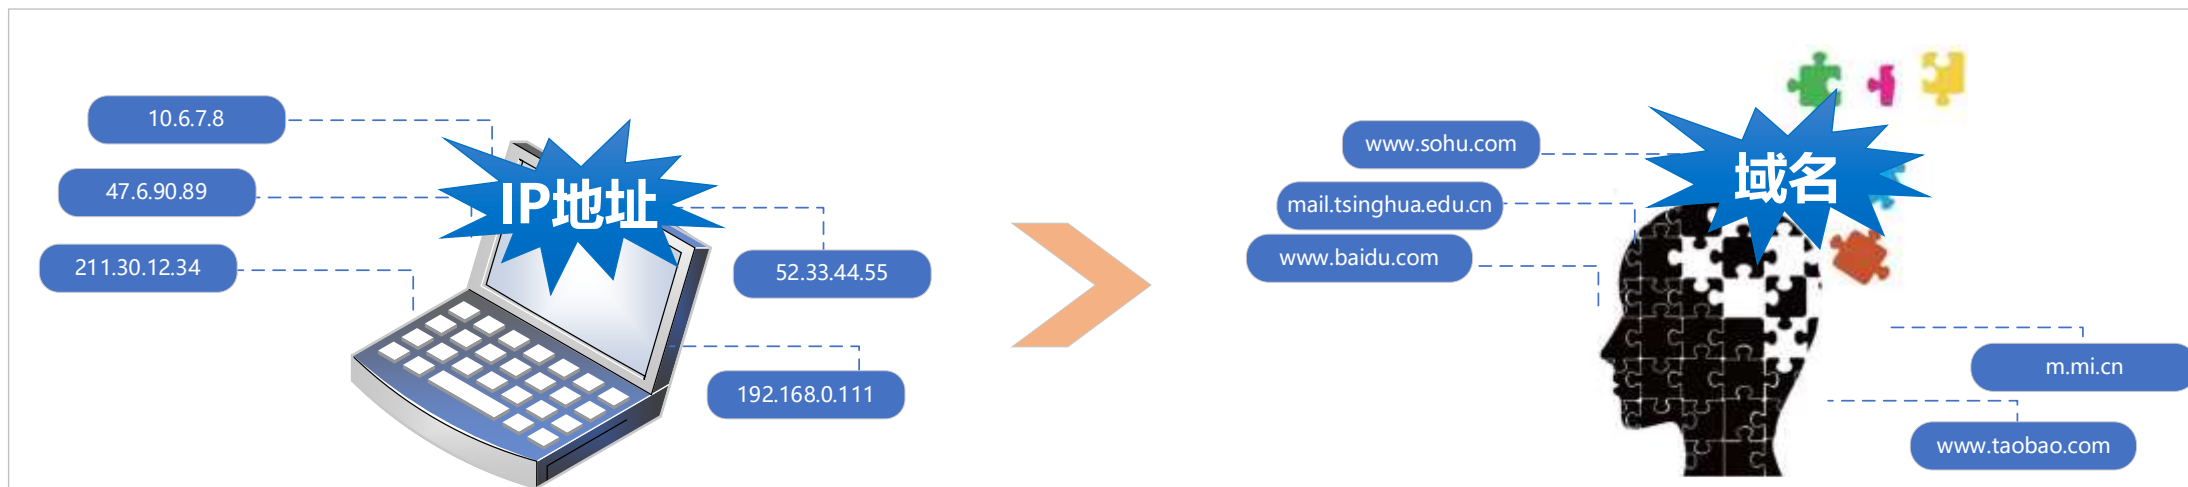 10.6.7.8
47.6.90.89
211.30.12.34
IP地址
52.33.44.55
192.168.0.111
www.sohu.com
mail.tsinghua.edu.cn
www.baidu.com
域名
m.mi.cn
www.taobao.com